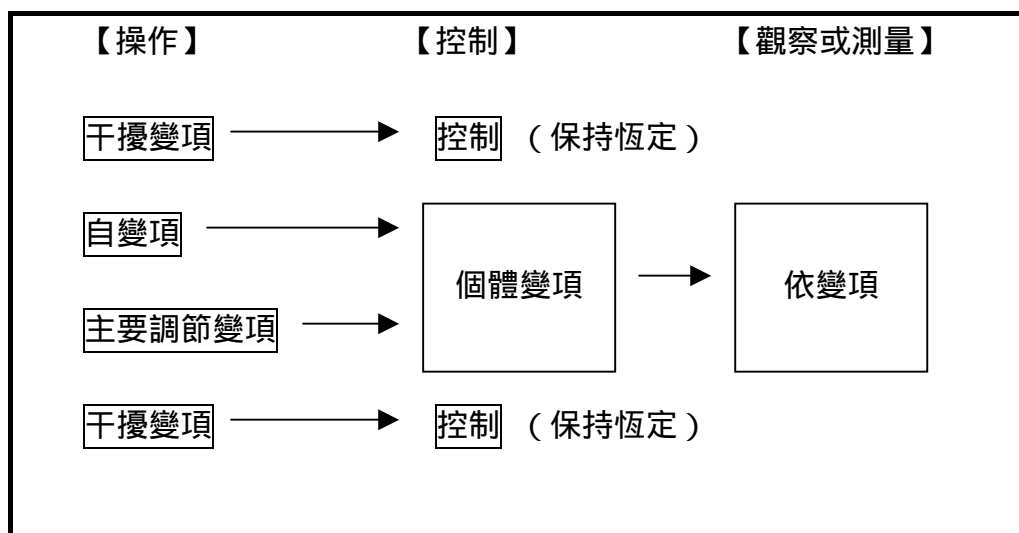 【操作】 【控制】 【觀察或測量】
干擾變項 控制 （保持恆定）
自變項
個體變項 依變項
主要調節變項
干擾變項 控制 （保持恆定）